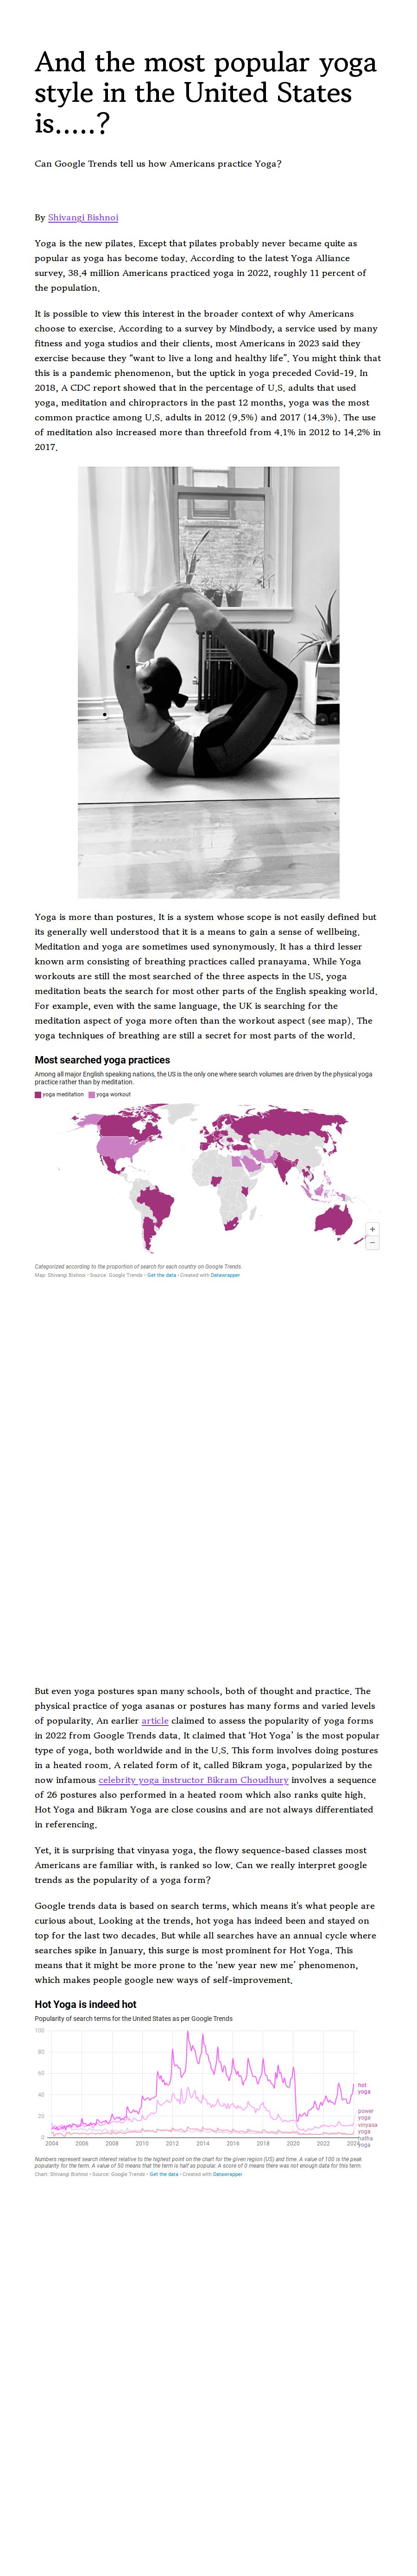 And the most popular yoga
style in the United States
is.....?
Can Google Trends tell us how Americans practice Yoga?
By Shivangi Bishnoi
Yoga is the new pilates. Except that pilates probably never became quite as
popular as yoga has become today. According to the latest Yoga Alliance
survey, 38.4 million Americans practiced yoga in 2022, roughly 11 percent of
the population.
It is possible to view this interest in the broader context of why Americans
choose to exercise. According to a survey by Mindbody, a service used by many
fitness and yoga studios and their clients, most Americans in 2023 said they
exercise because they “want to live a long and healthy life”. You might think that
this is a pandemic phenomenon, but the uptick in yoga preceded Covid-19. In
2018, A CDC report showed that in the percentage of U.S. adults that used
yoga, meditation and chiropractors in the past 12 months, yoga was the most
common practice among U.S. adults in 2012 (9.5%) and 2017 (14.3%). The use
of meditation also increased more than threefold from 4.1% in 2012 to 14.2% in
2017.
Yoga is more than postures. It is a system whose scope is not easily defined but
its generally well understood that it is a means to gain a sense of wellbeing.
Meditation and yoga are sometimes used synonymously. It has a third lesser
known arm consisting of breathing practices called pranayama. While Yoga
workouts are still the most searched of the three aspects in the US, yoga
meditation beats the search for most other parts of the English speaking world.
For example, even with the same language, the UK is searching for the
meditation aspect of yoga more often than the workout aspect (see map). The
yoga techniques of breathing are still a secret for most parts of the world.
Most searched yoga practices
Among all major English speaking nations, the US is the only one where search volumes are driven by the physical yoga
practice rather than by meditation.
yoga meditation yoga workout
+
−
Categorized according to the proportion of search for each country on Google Trends.
Map: Shivangi Bishnoi • Source: Google Trends • Get the data • Created with Datawrapper
But even yoga postures span many schools, both of thought and practice. The
physical practice of yoga asanas or postures has many forms and varied levels
of popularity. An earlier article claimed to assess the popularity of yoga forms
in 2022 from Google Trends data. It claimed that ‘Hot Yoga’ is the most popular
type of yoga, both worldwide and in the U.S. This form involves doing postures
in a heated room. A related form of it, called Bikram yoga, popularized by the
now infamous celebrity yoga instructor Bikram Choudhury involves a sequence
of 26 postures also performed in a heated room which also ranks quite high.
Hot Yoga and Bikram Yoga are close cousins and are not always differentiated
in referencing.
Yet, it is surprising that vinyasa yoga, the flowy sequence-based classes most
Americans are familiar with, is ranked so low. Can we really interpret google
trends as the popularity of a yoga form?
Google trends data is based on search terms, which means it’s what people are
curious about. Looking at the trends, hot yoga has indeed been and stayed on
top for the last two decades. But while all searches have an annual cycle where
searches spike in January, this surge is most prominent for Hot Yoga. This
means that it might be more prone to the ‘new year new me’ phenomenon,
which makes people google new ways of self-improvement.
Hot Yoga is indeed hot
Popularity of search terms for the United States as per Google Trends
100
80
60
40
20
0
hot
yoga
power
yoga
vinyasa
yoga
hatha
yoga
2004 2006 2008 2010 2012 2014 2016 2018 2020 2022 2024
Numbers represent search interest relative to the highest point on the chart for the given region (US) and time. A value of 100 is the peak
popularity for the term. A value of 50 means that the term is half as popular. A score of 0 means there was not enough data for this term.
Chart: Shivangi Bishnoi • Source: Google Trends • Get the data • Created with Datawrapper